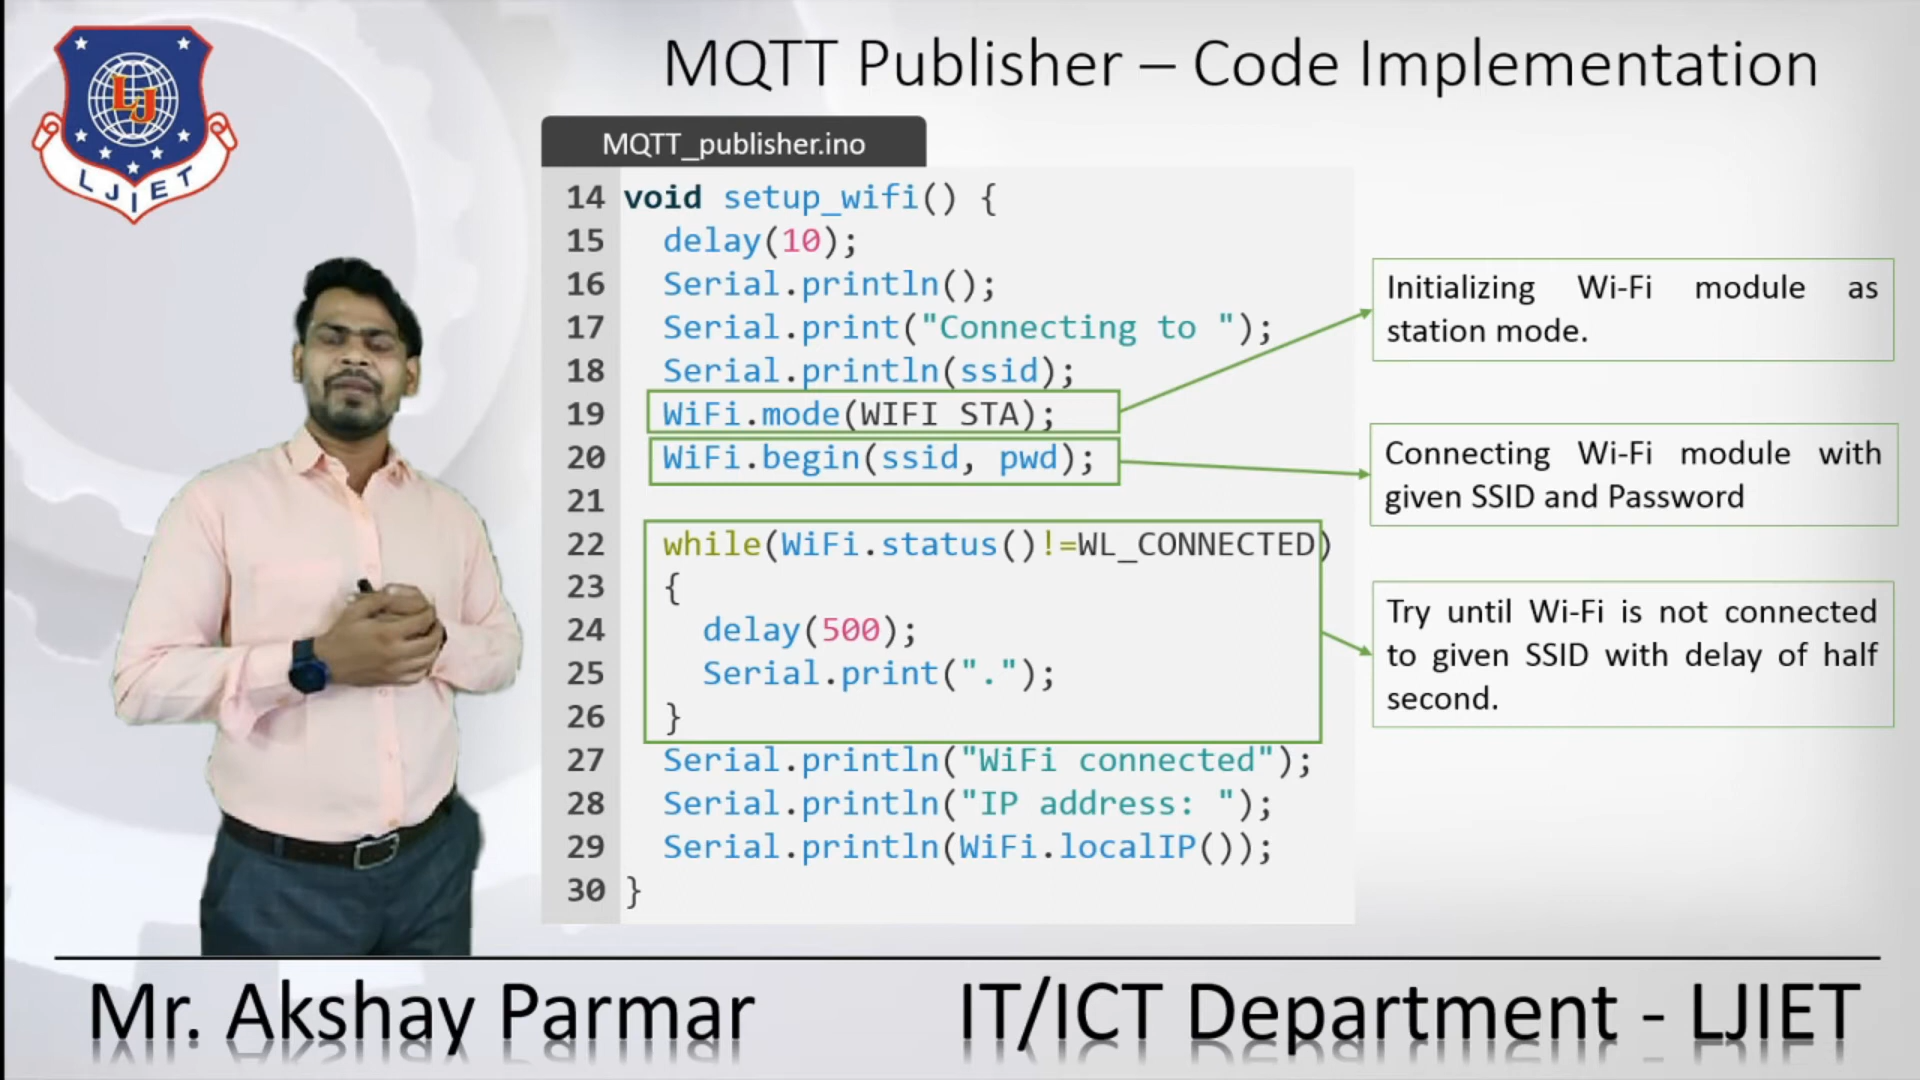 MQTT Publisher – Code Implementation
LJ
LJIET
MQTT_publisher.ino
14 void setup_wifi() {
15 delay(10);
16 Serial.println();
17 Serial.print("Connecting to ");
18 Serial.println(ssid);
19 WiFi.mode(WIFI STA);
20 WiFi.begin(ssid, pwd);
21
22 while(WiFi.status()!=WL_CONNECTED)
23 {
24 delay(500);
25 Serial.print(".");
26 }
27 Serial.println("WiFi connected");
28 Serial.println("IP address: ");
29 Serial.println(WiFi.localIP());
30 }
Initializing Wi-Fi module as
station mode.
Connecting Wi-Fi module with
given SSID and Password
Try until Wi-Fi is not connected
to given SSID with delay of half
second.
Mr. Akshay Parmar
IT/ICT Department - LJIET